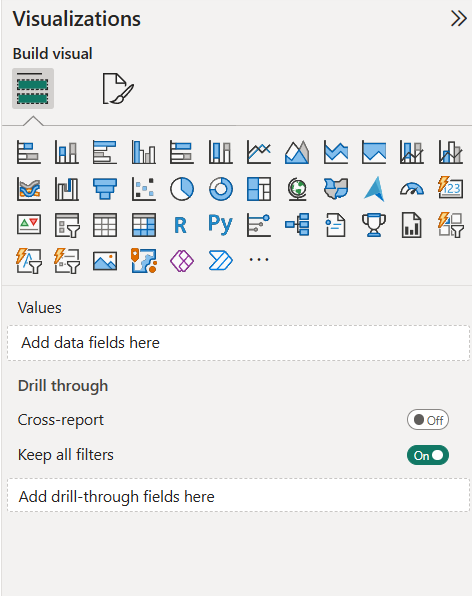 Visualizations
Build visual
123
R
Py
Values
Add data fields here
Drill through
Cross-report
Off
Keep all filters
On
Add drill-through fields here